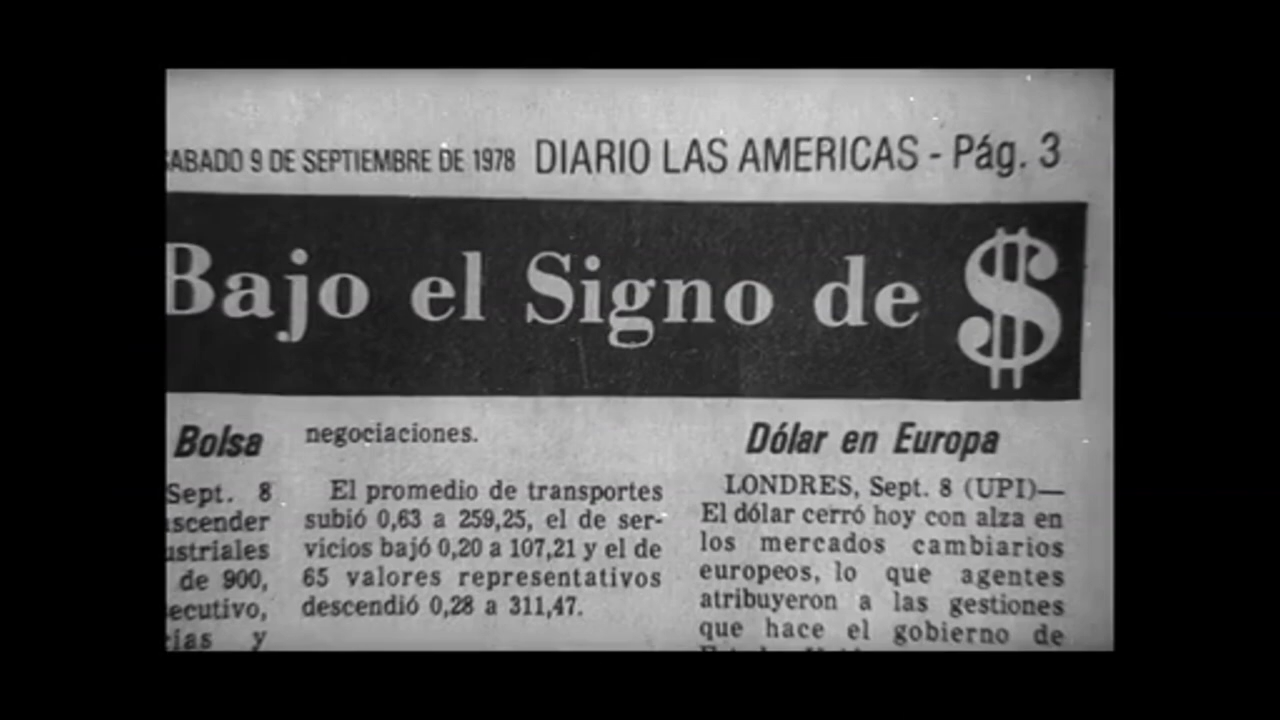 SABADO 9 DE SEPTIEMBRE DE 1978 DIARIO LAS AMERICAS - Pág. 3
Bajo el Signo de $
Bolsa
Sept. 8
ascender
ustriales
de 900,
ecutivo,
cias y
negociaciones.
El promedio de transportes
subió 0,63 a 259,25, el de ser-
vicios bajó 0,20 a 107,21 y el de
65 valores representativos
descendió 0,28 a 311,47.
Dólar en Europa
LONDRES, Sept. 8 (UPI)—
El dólar cerró hoy con alza en
los mercados cambiarios
europeos, lo que agentes
atribuyeron a las gestiones
que hace el gobierno de